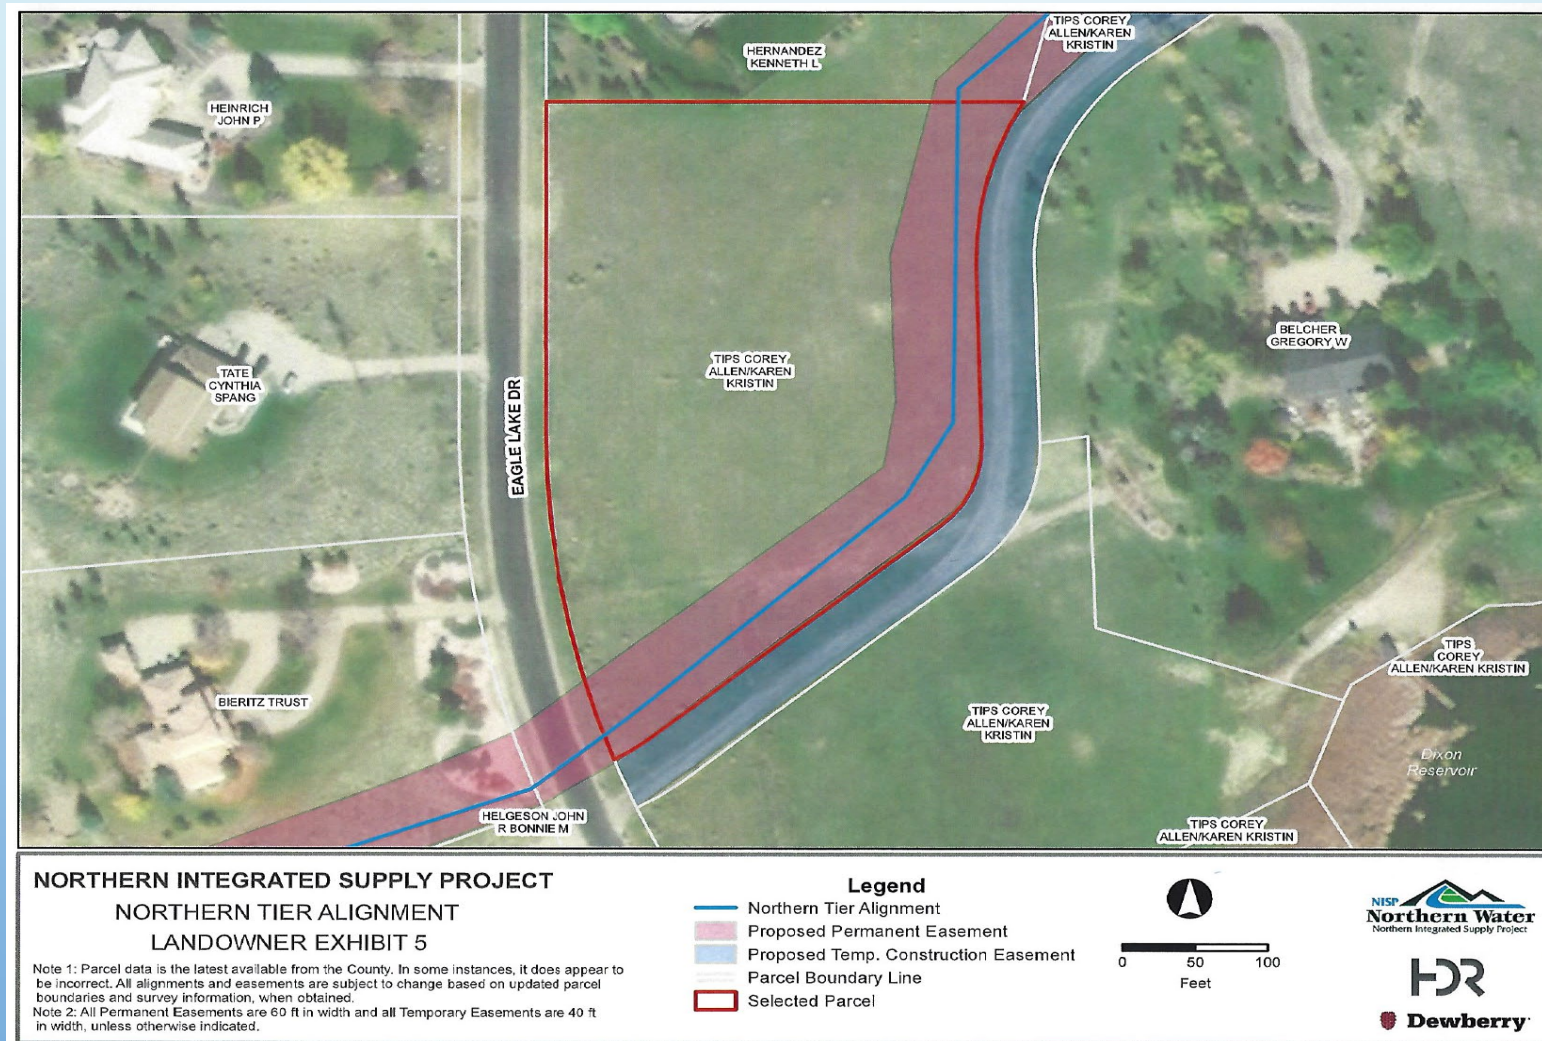 TIPS COREY
ALLEN/KAREN
KRISTIN
HERNANDEZ
KENNETH L
HEINRICH
JOHN P
BELCHER
GREGORY W
TIPS COREY
ALLEN/KAREN
KRISTIN
TATE
CYNTHIA
SPANG
EAGLE LAKE DR
TIPS
COREY
ALLEN/KAREN KRISTIN
BIERITZ TRUST
TIPS COREY
ALLEN/KAREN
KRISTIN
Dixon
Reservoir
HELGESON JOHN
R BONNIE M
TIPS COREY
ALLEN/KAREN KRISTIN
NORTHERN INTEGRATED SUPPLY PROJECT
NORTHERN TIER ALIGNMENT
LANDOWNER EXHIBIT 5
Note 1: Parcel data is the latest available from the County. In some instances, it does appear to
be incorrect. All alignments and easements are subject to change based on updated parcel
boundaries and survey information, when obtained.
Note 2: All Permanent Easements are 60 ft in width and all Temporary Easements are 40 ft
in width, unless otherwise indicated.
Legend
Northern Tier Alignment
Proposed Permanent Easement
Proposed Temp. Construction Easement
Parcel Boundary Line
Selected Parcel
0 50 100
Feet
NISP
Northern Water
Northern Integrated Supply Project
HDR
Dewberry